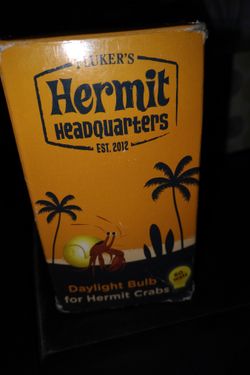 FLUKER'S
Hermit
HeadQuarters
EST. 2012
Daylight Bulb
for Hermit Crabs